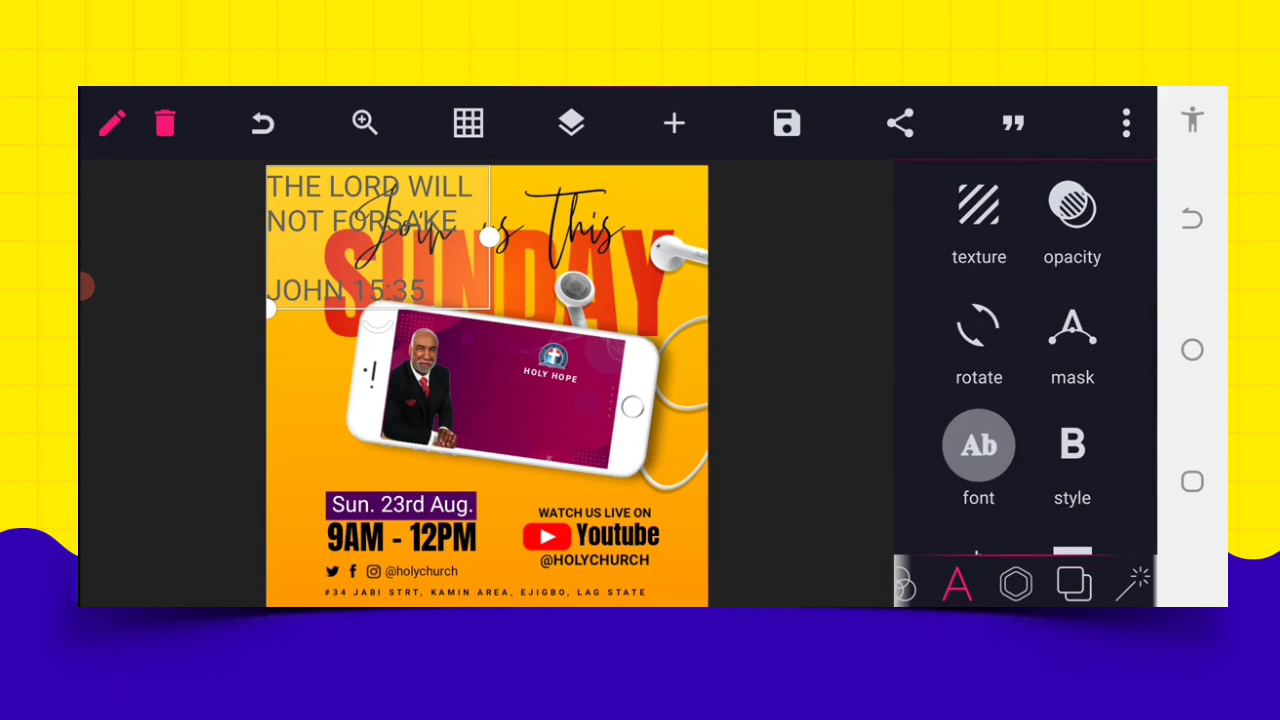 THE LORD WILL
NOT FORSAKE
JOHN 15:35
Join us This
SUNDAY
HOLY HOPE
Sun. 23rd Aug.
9AM - 12PM
@holychurch
WATCH US LIVE ON
Youtube
@HOLYCHURCH
#34 JABI STRT, KAMIN AREA, EJIGBO, LAG STATE
texture
opacity
rotate
mask
Ab
font
B
style
A